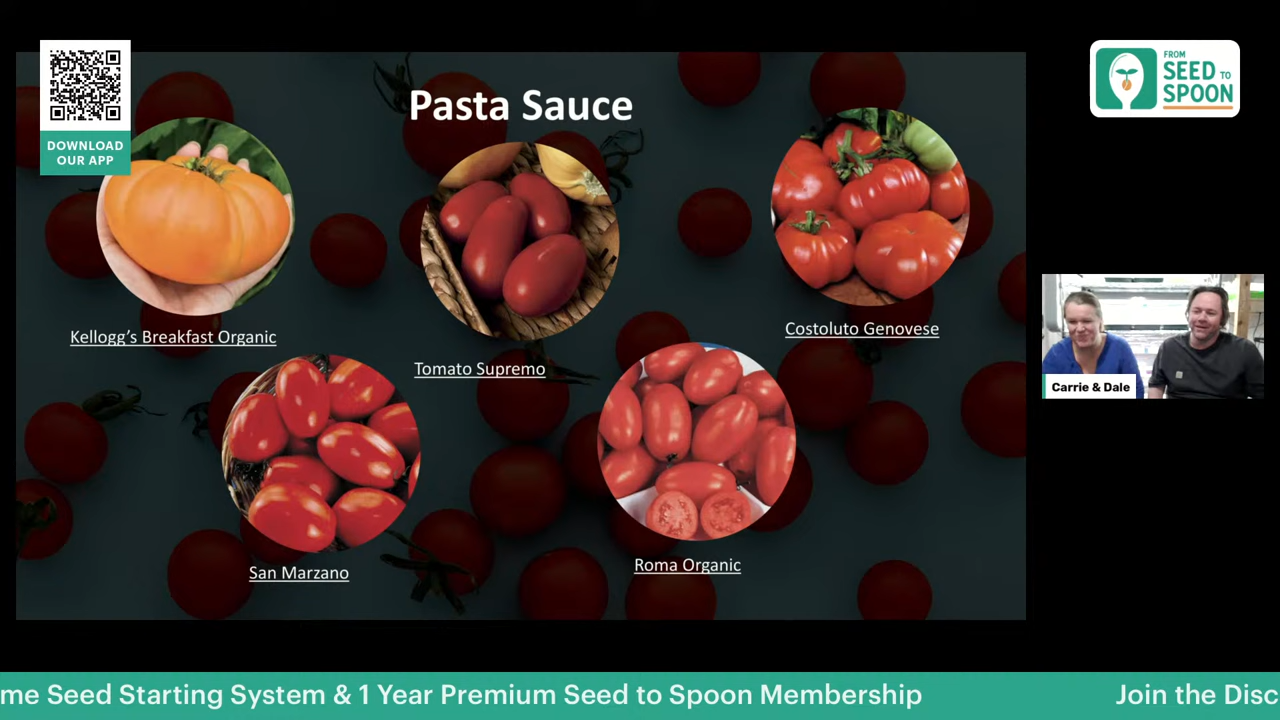 DOWNLOAD
OUR APP
Pasta Sauce
FROM
SEED TO
SPOON
Kellogg's Breakfast Organic
Tomato Supremo
Costoluto Genovese
San Marzano
Roma Organic
Carrie & Dale
me Seed Starting System & 1 Year Premium Seed to Spoon Membership
Join the Disc